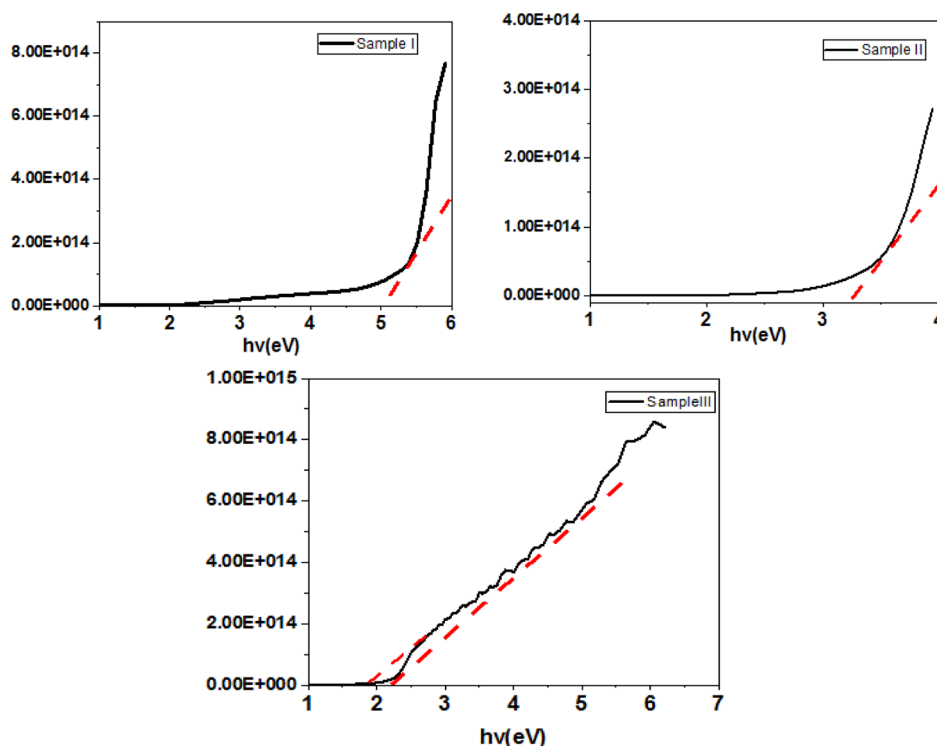 Sample I
8.00E+014
6.00E+014
4.00E+014
2.00E+014
0.00E+000
1 2 3 4 5 6
hv(eV)
Sample II
4.00E+014
3.00E+014
2.00E+014
1.00E+014
0.00E+000
1 2 3 4
hv(eV)
SampleIII
1.00E+015
8.00E+014
6.00E+014
4.00E+014
2.00E+014
0.00E+000
1 2 3 4 5 6 7
hv(eV)